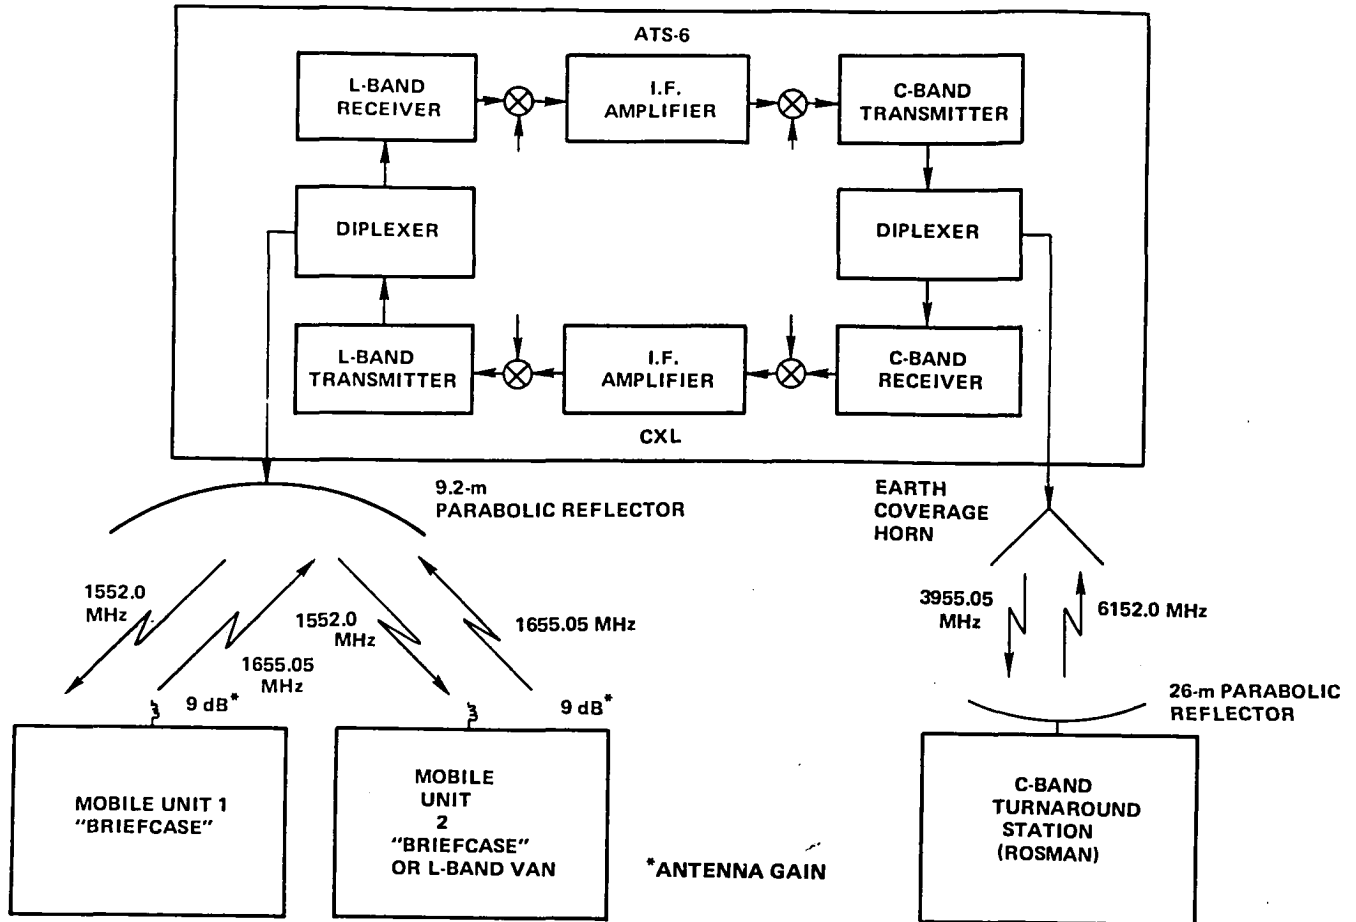 ATS-6
L-BAND
RECEIVER
I.F.
AMPLIFIER
C-BAND
TRANSMITTER
DIPLEXER
DIPLEXER
L-BAND
TRANSMITTER
I.F.
AMPLIFIER
C-BAND
RECEIVER
CXL
9.2-m
PARABOLIC REFLECTOR
EARTH
COVERAGE
HORN
1552.0
MHz
1655.05
MHz
1552.0
MHz
1655.05 MHz
3955.05
MHz
6152.0 MHz
9 dB*
9 dB*
26-m PARABOLIC
REFLECTOR
MOBILE UNIT 1
"BRIEFCASE"
MOBILE
UNIT
2
"BRIEFCASE"
OR L-BAND VAN
*ANTENNA GAIN
C-BAND
TURNAROUND
STATION
(ROSMAN)